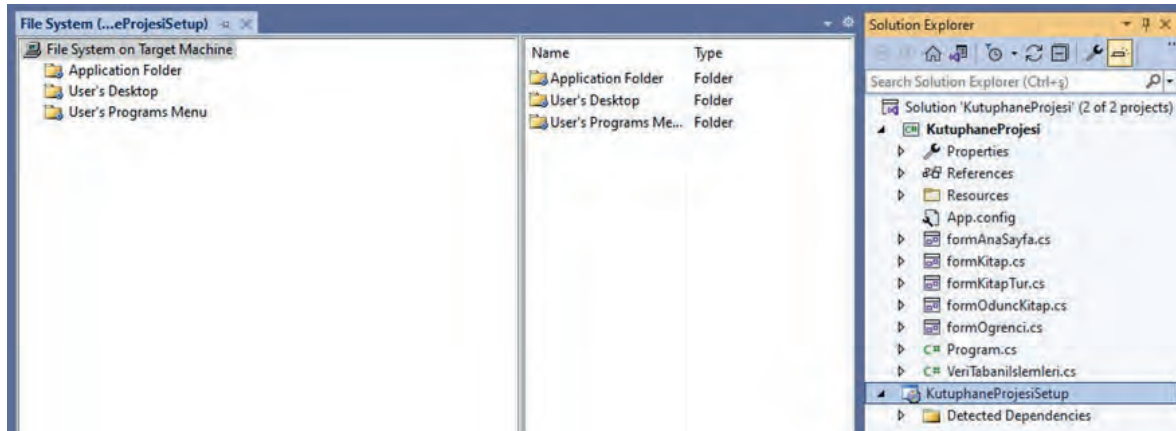 File System (...eProjesiSetup)
File System on Target Machine
Application Folder
User's Desktop
User's Programs Menu
Name Type
Application Folder Folder
User's Desktop Folder
User's Programs Me... Folder
Solution Explorer
Search Solution Explorer (Ctrl+ş)
Solution 'KutuphaneProjesi' (2 of 2 projects)
KutuphaneProjesi
Properties
References
Resources
App.config
formAnaSayfa.cs
formKitap.cs
formKitapTur.cs
formOduncKitap.cs
formOgrenci.cs
C# Program.cs
C# VeriTabanilslemleri.cs
KutuphaneProjesiSetup
Detected Dependencies